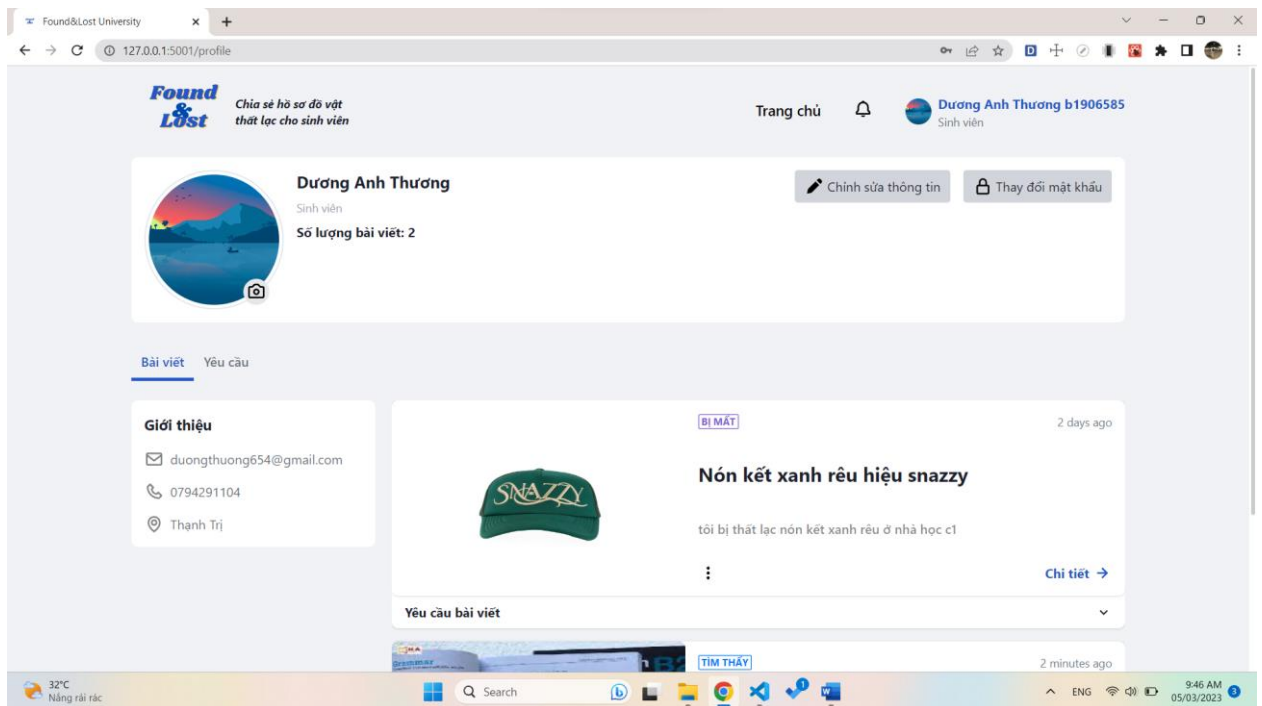 Found&Lost University
127.0.0.1:5001/profile
Found
&
Lost
Chia sẻ hồ sơ đồ vật
thất lạc cho sinh viên
Trang chủ
Dương Anh Thương b1906585
Sinh viên
Dương Anh Thương
Sinh viên
Số lượng bài viết: 2
Chỉnh sửa thông tin
Thay đổi mật khẩu
Bài viết Yêu cầu
Giới thiệu
duongthuong654@gmail.com
0794291104
Thạnh Trị
BỊ MẤT
2 days ago
SNAZZY
Nón kết xanh rêu hiệu snazzy
tôi bị thất lạc nón kết xanh rêu ở nhà học c1
Chi tiết
Yêu cầu bài viết
Grammar
B2
TÌM THẤY
2 minutes ago
32°C
Nắng rải rác
Search
ENG
9:46 AM
05/03/2023
3